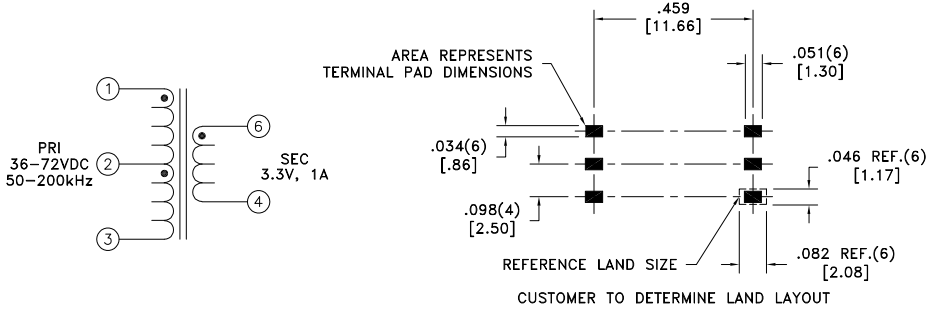 1
2
3
PRI
36-72VDC
50-200kHz
6
4
SEC
3.3V, 1A
.459
[11.66]
AREA REPRESENTS
TERMINAL PAD DIMENSIONS
.051(6)
[1.30]
.034(6)
[.86]
.046 REF.(6)
[1.17]
.098(4)
[2.50]
REFERENCE LAND SIZE
.082 REF.(6)
[2.08]
CUSTOMER TO DETERMINE LAND LAYOUT